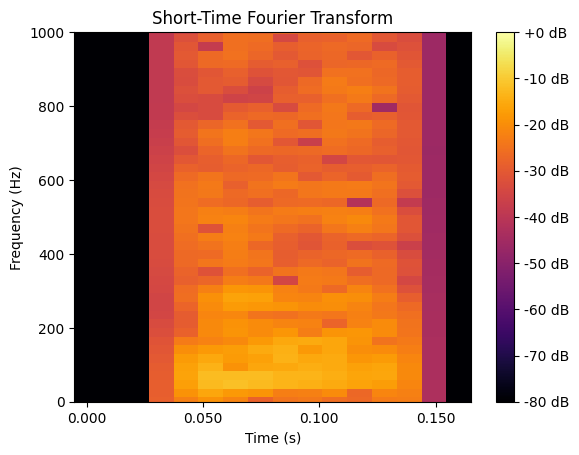 Short-Time Fourier Transform
1000
800
600
400
200
0
Frequency (Hz)
0.000
0.050
0.100
0.150
Time (s)
+0 dB
-10 dB
-20 dB
-30 dB
-40 dB
-50 dB
-60 dB
-70 dB
-80 dB